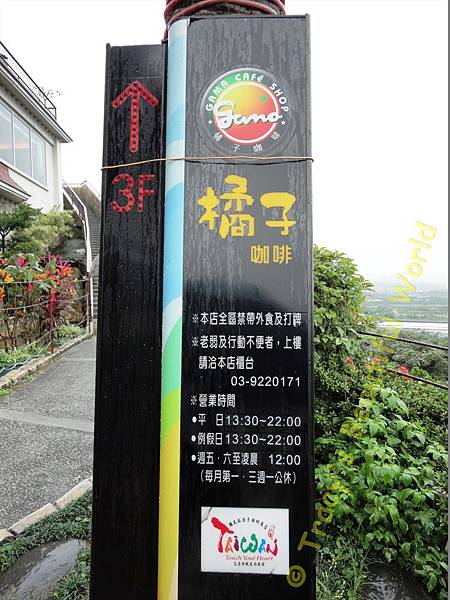 3F
GAMA CAFÉ SHOP
gama
橘子咖啡
橘子
咖啡
※本店全區禁帶外食及打牌
※老弱及行動不便者，上樓
請洽本店櫃台
03-9220171
※營業時間
●平 日13:30~22:00
●例假日13:30~22:00
●週五．六至凌晨 12:00
（每月第一．三週一公休）
TAIWAN
Touch Your Heart
World